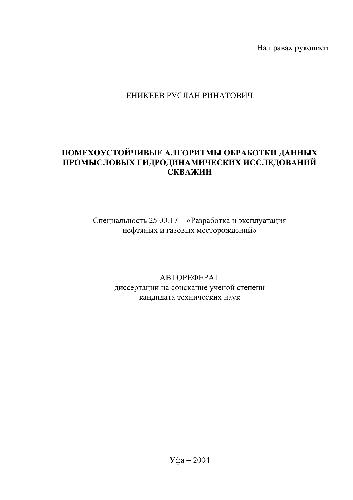 На правах рукописи
ЕНИКЕЕВ РУСЛАН РИНАТОВИЧ
ПОМЕХОУСТОЙЧИВЫЕ АЛГОРИТМЫ ОБРАБОТКИ ДАННЫХ
ПРОМЫСЛОВЫХ ГИДРОДИНАМИЧЕСКИХ ИССЛЕДОВАНИЙ
СКВАЖИН
Специальность 25.00.17 – «Разработка и эксплуатация
нефтяных и газовых месторождений»
АВТОРЕФЕРАТ
диссертации на соискание ученой степени
кандидата технических наук
Уфа – 2004